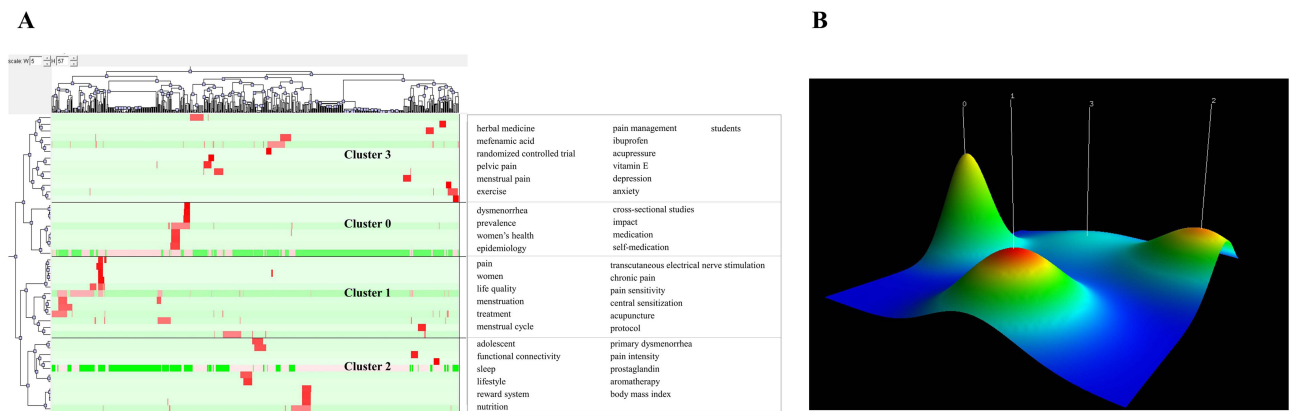 A
B
scale: W 5 H 57
Cluster 3
herbal medicine pain management students
mefenamic acid ibuprofen
randomized controlled trial acupressure
pelvic pain vitamin E
menstrual pain depression
exercise anxiety
Cluster 0
dysmenorrhea cross-sectional studies
prevalence impact
women's health medication
epidemiology self-medication
Cluster 1
pain transcutaneous electrical nerve stimulation
women chronic pain
life quality pain sensitivity
menstruation central sensitization
treatment acupuncture
menstrual cycle protocol
Cluster 2
adolescent primary dysmenorrhea
functional connectivity pain intensity
sleep prostaglandin
lifestyle aromatherapy
reward system body mass index
nutrition
0 1 3 2